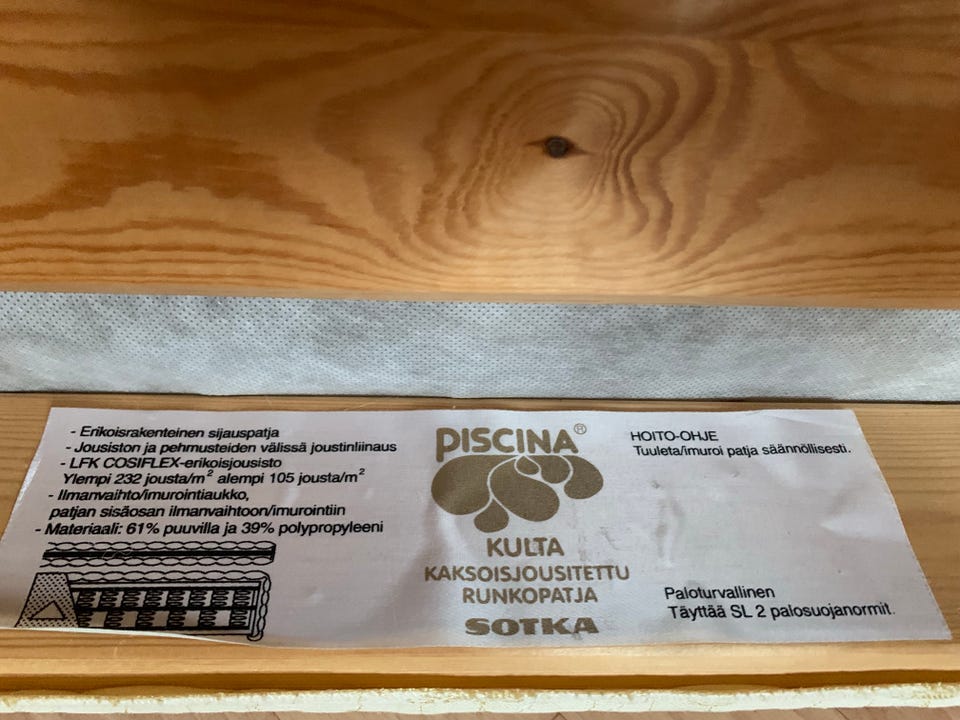 - Erikoisrakenteinen sijauspatja
- Jousiston ja pehmusteiden välissä joustinliinaus
- LFK COSIFLEX-erikoisjousisto
Ylempi 232 jousta/m² alempi 105 jousta/m²
- Ilmanvaihto/imurointiaukko,
patjan sisäosan ilmanvaihtoon/imurointiin
- Materiaali: 61% puuvilla ja 39% polypropyleeni
PISCINA®
KULTA
KAKSOISJOUSITETTU
RUNKOPATJA
SOTKA
HOITO-OHJE
Tuuleta/imuroi patja säännöllisesti.
Paloturvallinen
Täyttää SL 2 palosuojanormit.